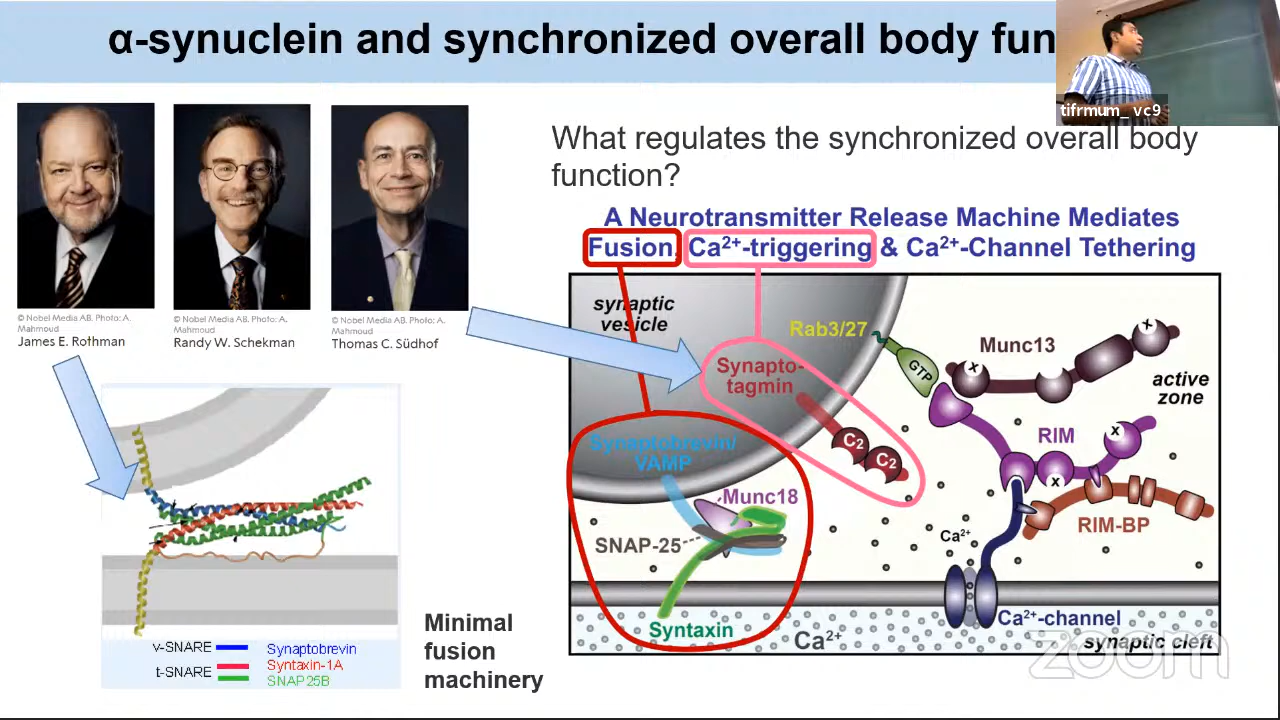 α-synuclein and synchronized overall body fun
tifrmum_ vc9
© Nobel Media AB. Photo: A.
Mahmoud
James E. Rothman
© Nobel Media AB. Photo: A.
Mahmoud
Randy W. Schekman
© Nobel Media AB. Photo: A.
Mahmoud
Thomas C. Südhof
What regulates the synchronized overall body
function?
A Neurotransmitter Release Machine Mediates
Fusion, Ca²⁺-triggering & Ca²⁺-Channel Tethering
synaptic
vesicle
Rab3/27
GTP
Munc13
X
X
active
zone
Synapto-
tagmin
C₂
C₂
RIM
X
X
Synaptobrevin/
VAMP
Munc18
SNAP-25
RIM-BP
Ca²⁺
Syntaxin
Ca²⁺
Ca²⁺-channel
synaptic cleft
zoom
v-SNARE
Synaptobrevin
Syntaxin-1A
t-SNARE
SNAP25B
Minimal
fusion
machinery